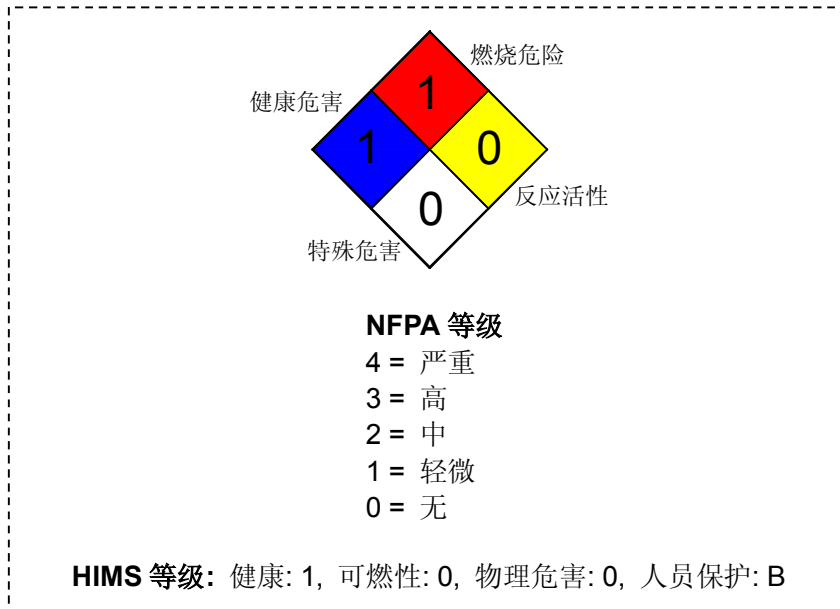 燃烧危险
1
健康危害
1
0
反应活性
0
特殊危害
NFPA 等级
4 = 严重
3 = 高
2 = 中
1 = 轻微
0 = 无
HIMS 等级: 健康: 1, 可燃性: 0, 物理危害: 0, 人员保护: B